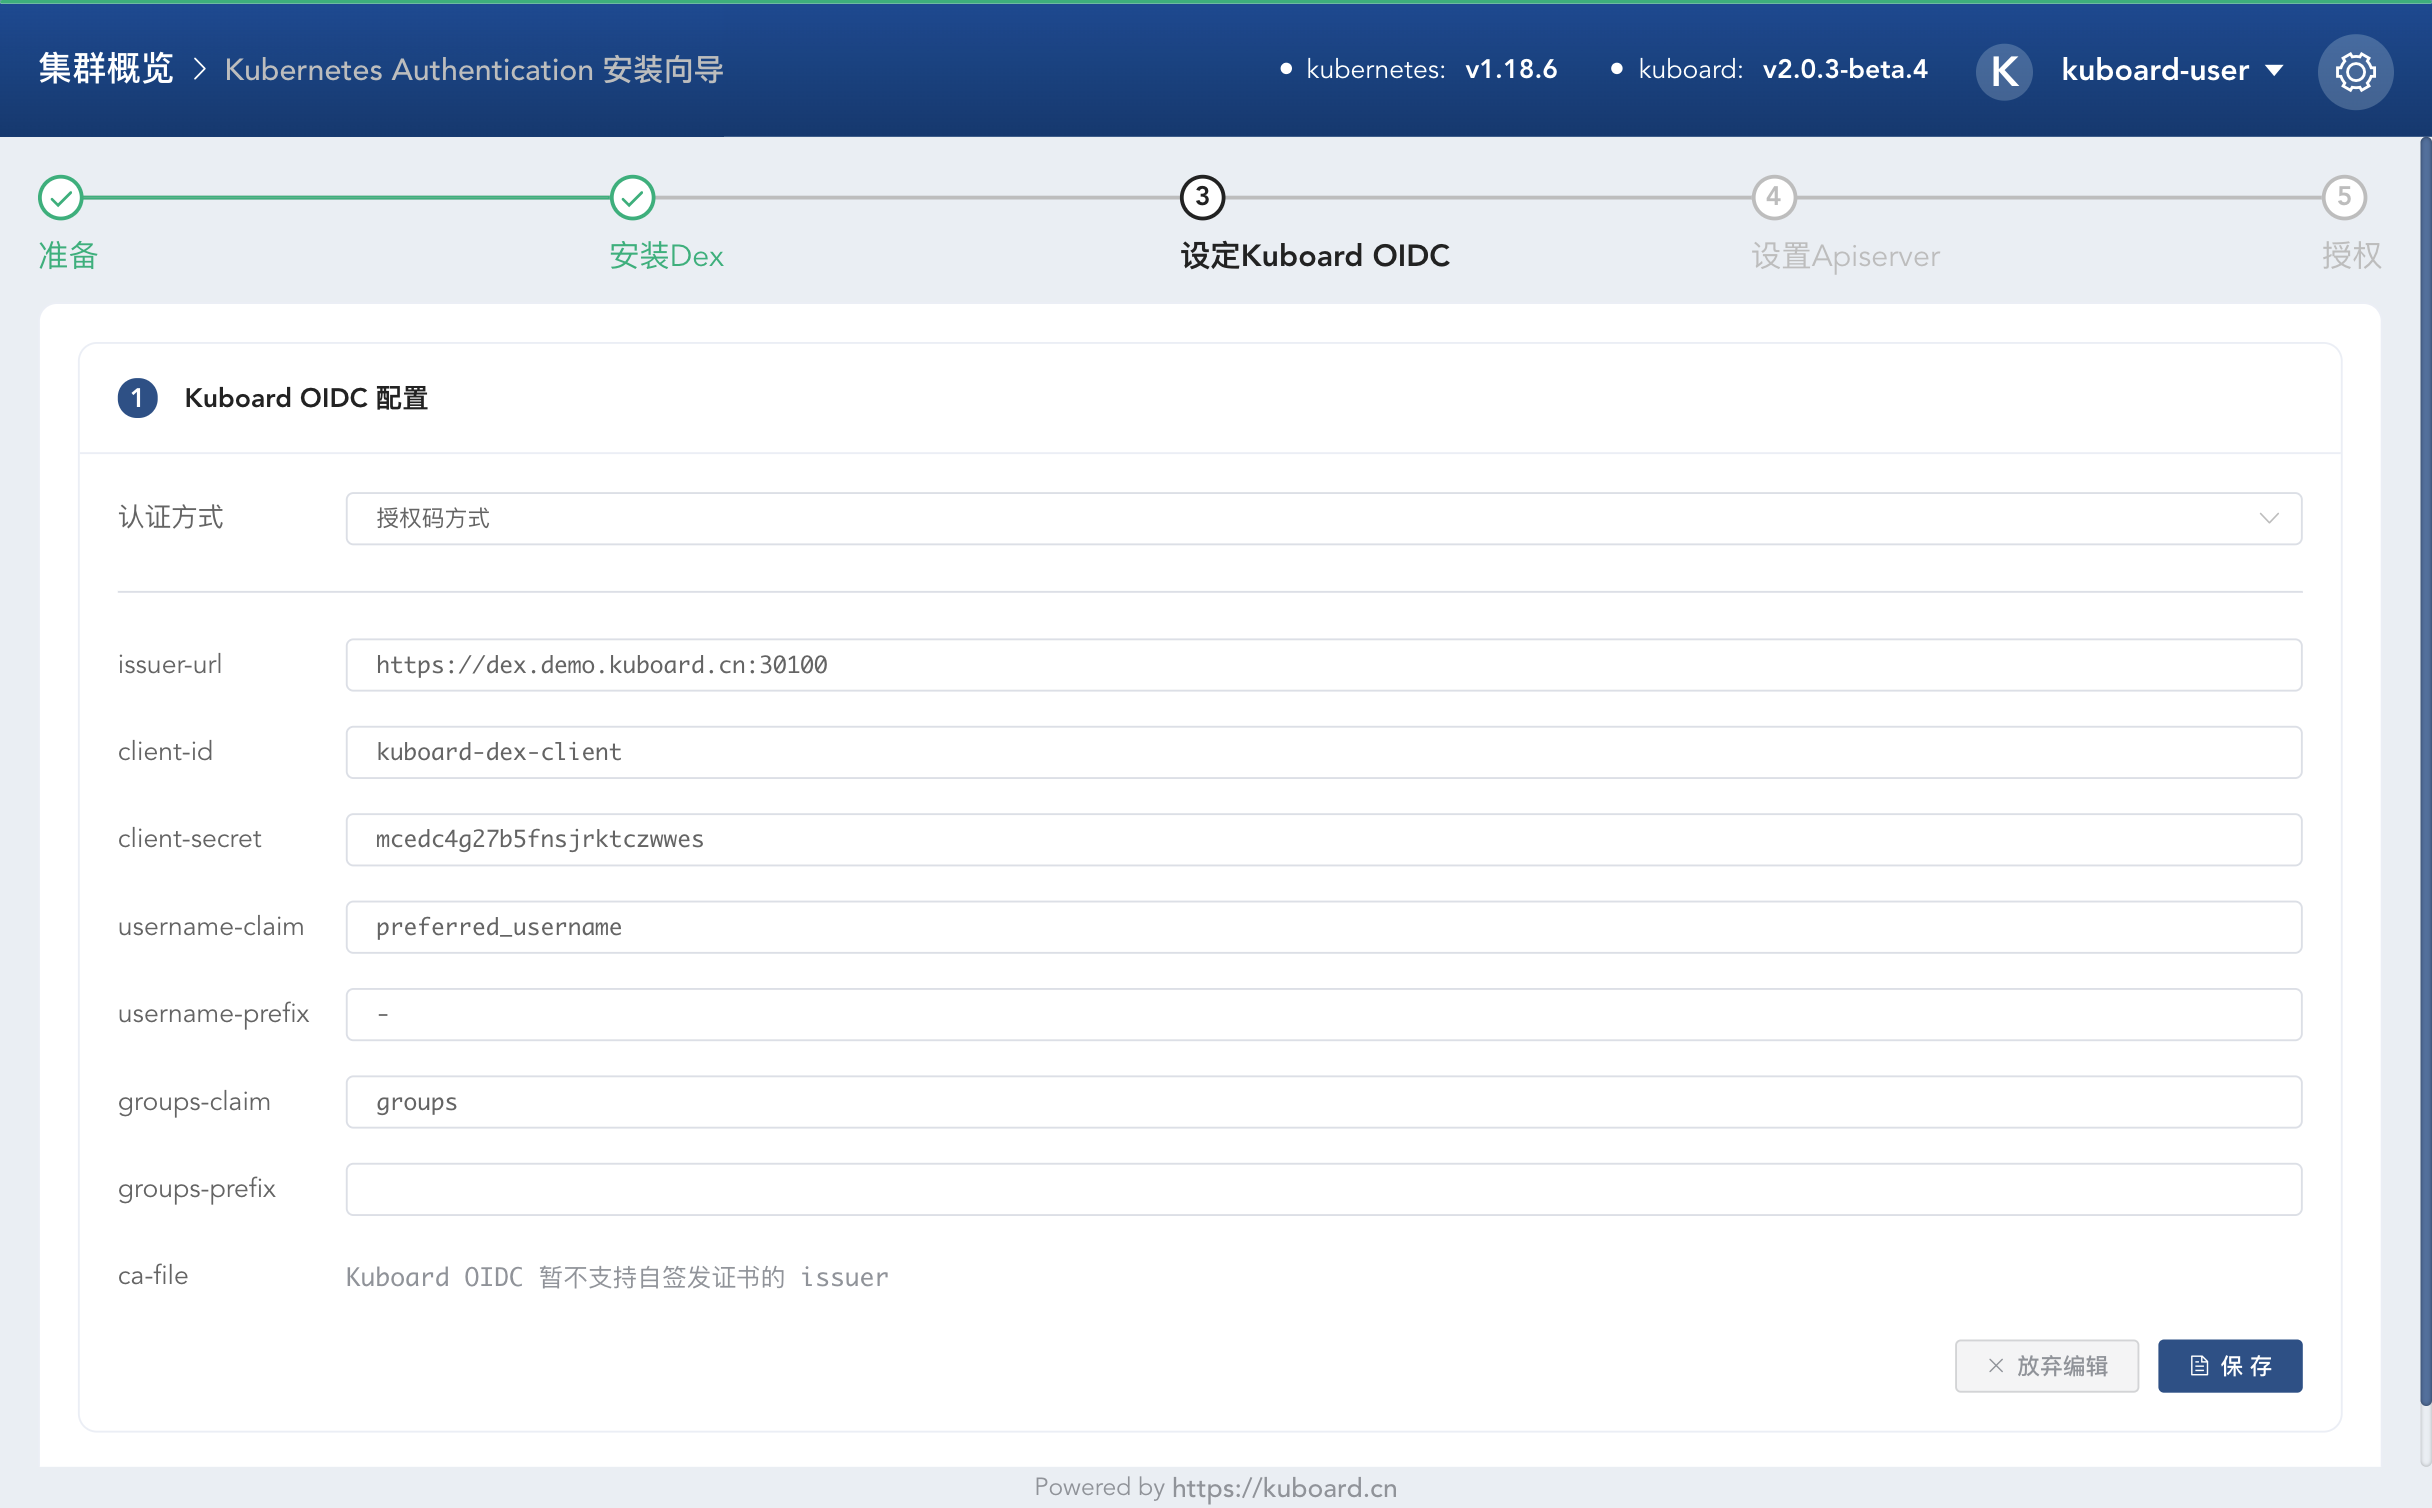 集群概览 > Kubernetes Authentication 安装向导
• kubernetes: v1.18.6 • kuboard: v2.0.3-beta.4 K kuboard-user
3 4 5
准备 安装Dex 设定Kuboard OIDC 设置Apiserver 授权
1 Kuboard OIDC 配置
认证方式 授权码方式
issuer-url https://dex.demo.kuboard.cn:30100
client-id kuboard-dex-client
client-secret mcedc4g27b5fnsjrktczwwes
username-claim preferred_username
username-prefix -
groups-claim groups
groups-prefix
ca-file Kuboard OIDC 暂不支持自签发证书的 issuer
放弃编辑 保 存
Powered by https://kuboard.cn